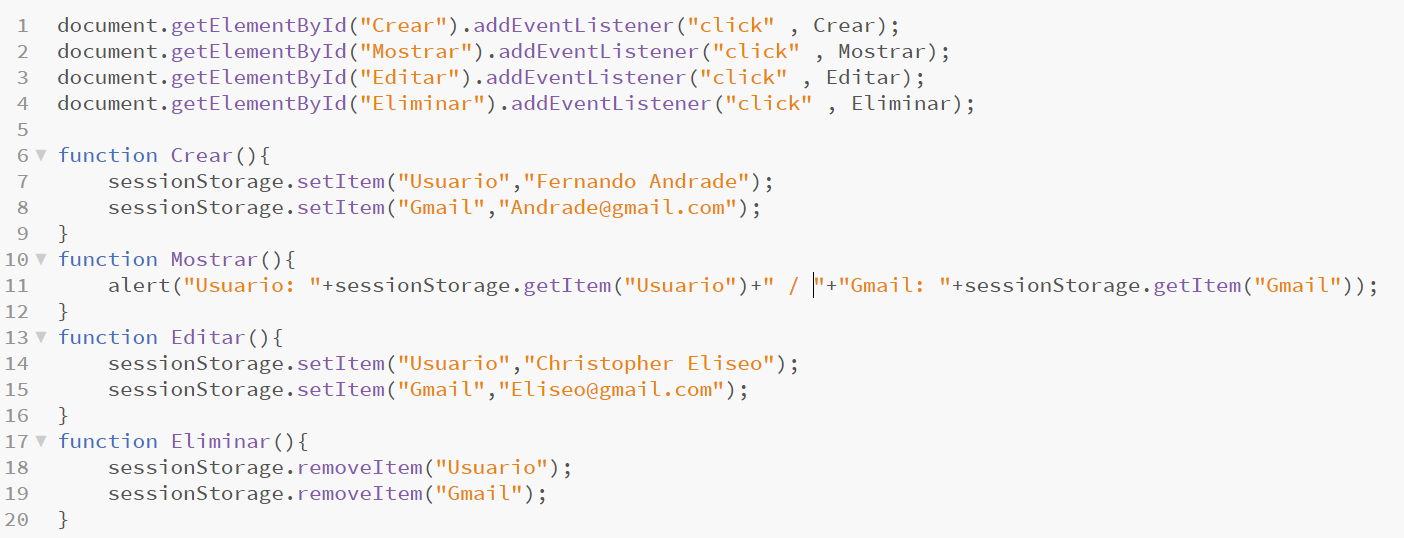 1 document.getElementById("Crear").addEventListener("click" , Crear);
2 document.getElementById("Mostrar").addEventListener("click" , Mostrar);
3 document.getElementById("Editar").addEventListener("click" , Editar);
4 document.getElementById("Eliminar").addEventListener("click" , Eliminar);
5
6 function Crear(){
7     sessionStorage.setItem("Usuario","Fernando Andrade");
8     sessionStorage.setItem("Gmail","Andrade@gmail.com");
9 }
10 function Mostrar(){
11     alert("Usuario: "+sessionStorage.getItem("Usuario")+" / "+"Gmail: "+sessionStorage.getItem("Gmail"));
12 }
13 function Editar(){
14     sessionStorage.setItem("Usuario","Christopher Eliseo");
15     sessionStorage.setItem("Gmail","Eliseo@gmail.com");
16 }
17 function Eliminar(){
18     sessionStorage.removeItem("Usuario");
19     sessionStorage.removeItem("Gmail");
20 }